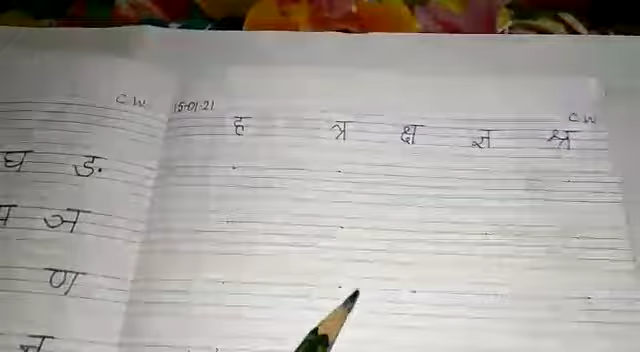 C W
घ ङ
ञ
ण
15-01-21
C W
ह त्र क्ष ज्ञ श्र